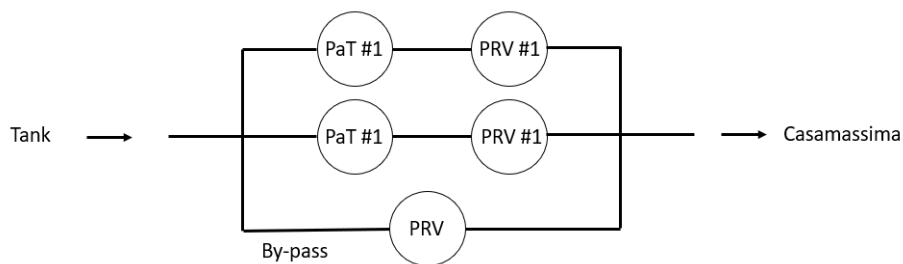 PaT #1
PRV #1
Tank
PaT #1
PRV #1
Casamassima
PRV
By-pass